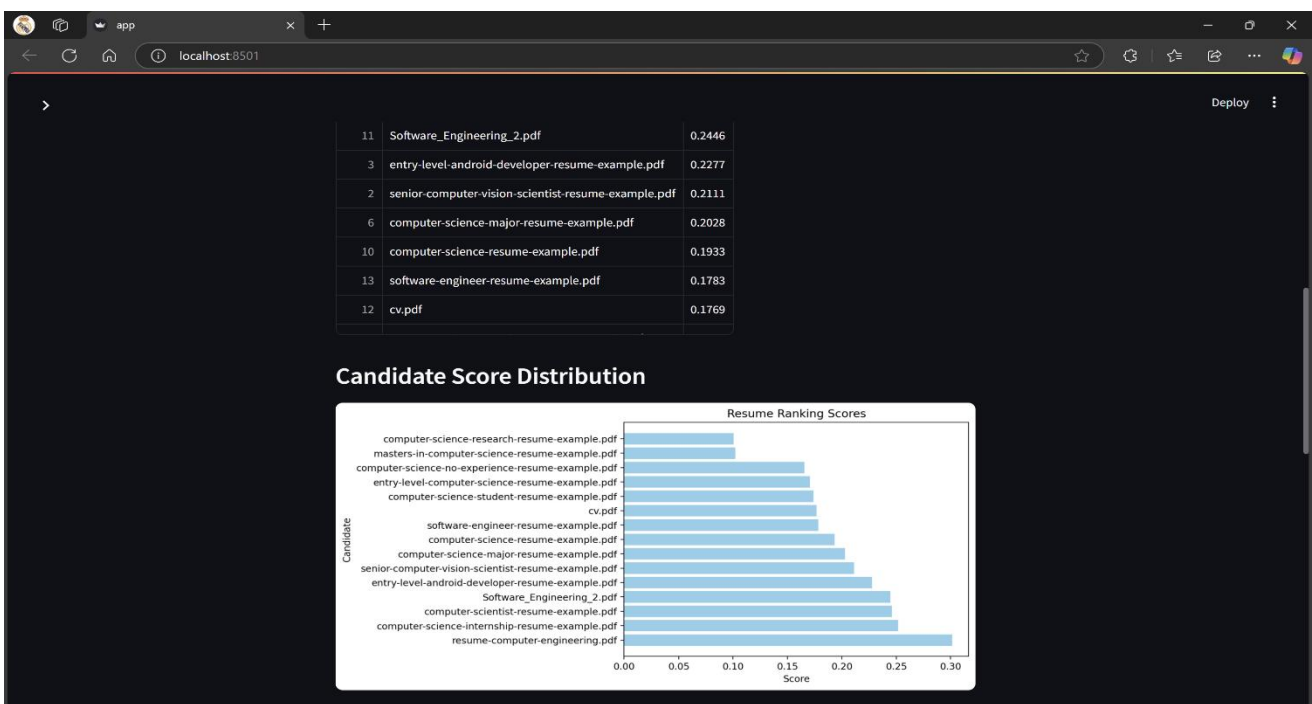 app
localhost:8501
Deploy
11 Software_Engineering_2.pdf 0.2446
3 entry-level-android-developer-resume-example.pdf 0.2277
2 senior-computer-vision-scientist-resume-example.pdf 0.2111
6 computer-science-major-resume-example.pdf 0.2028
10 computer-science-resume-example.pdf 0.1933
13 software-engineer-resume-example.pdf 0.1783
12 cv.pdf 0.1769
Candidate Score Distribution
Resume Ranking Scores
Candidate
computer-science-research-resume-example.pdf
masters-in-computer-science-resume-example.pdf
computer-science-no-experience-resume-example.pdf
entry-level-computer-science-resume-example.pdf
computer-science-student-resume-example.pdf
cv.pdf
software-engineer-resume-example.pdf
computer-science-resume-example.pdf
computer-science-major-resume-example.pdf
senior-computer-vision-scientist-resume-example.pdf
entry-level-android-developer-resume-example.pdf
Software_Engineering_2.pdf
computer-scientist-resume-example.pdf
computer-science-internship-resume-example.pdf
resume-computer-engineering.pdf
0.00 0.05 0.10 0.15 0.20 0.25 0.30
Score